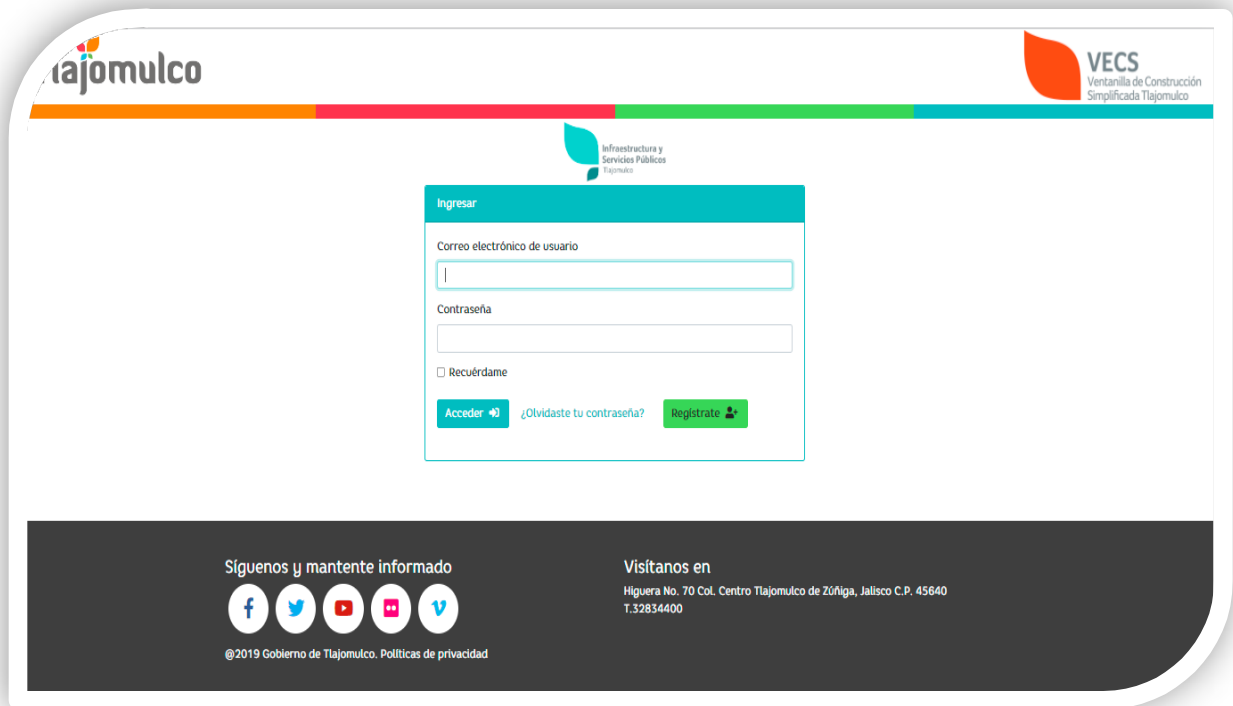 Tlajomulco
VECS
Ventanilla de Construcción
Simplificada Tlajomulco
Infraestructura y
Servicios Públicos
Tlajomulco
Ingresar
Correo electrónico de usuario
Contraseña
Recuérdame
Acceder
¿Olvidaste tu contraseña?
Regístrate
Síguenos y mantente informado
@2019 Gobierno de Tlajomulco. Políticas de privacidad
Visítanos en
Higuera No. 70 Col. Centro Tlajomulco de Zúñiga, Jalisco C.P. 45640
T.32834400